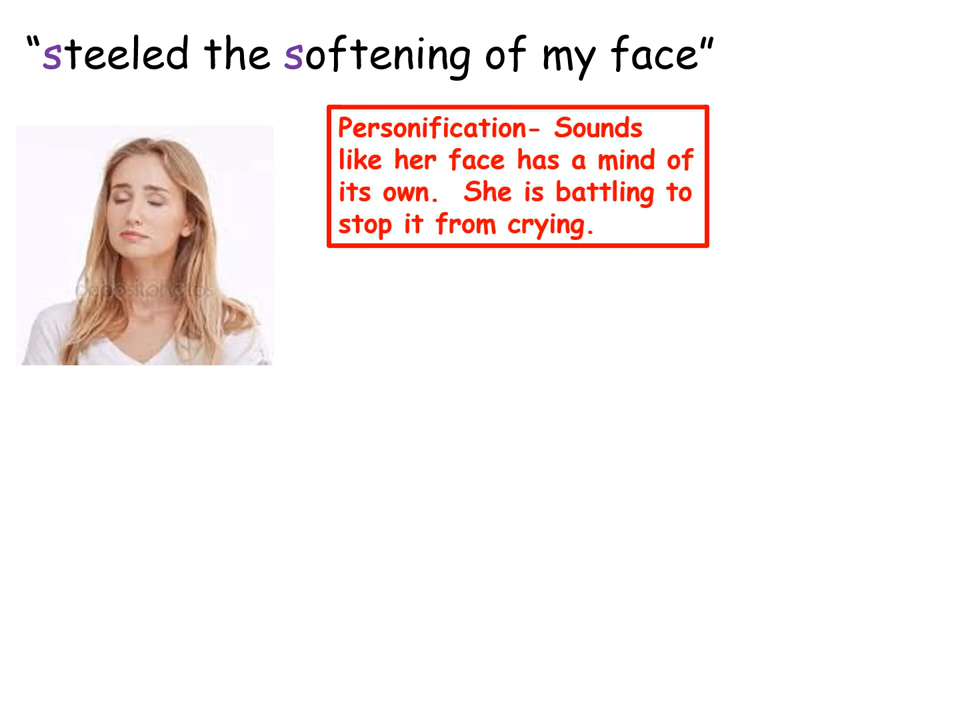 “steeled the softening of my face”
Personification- Sounds
like her face has a mind of
its own.  She is battling to
stop it from crying.
depositphotos